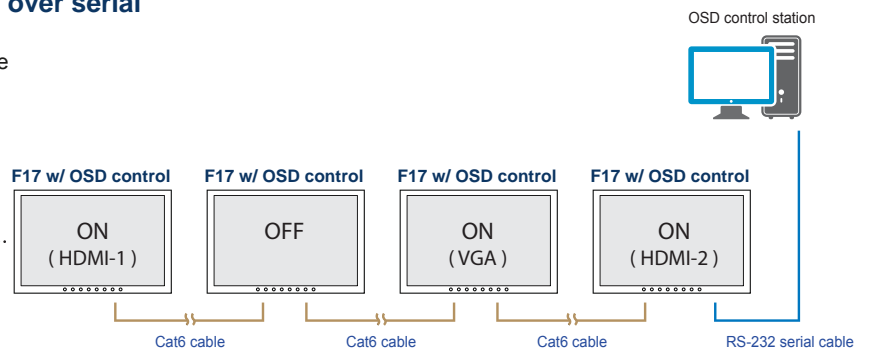 over serial
OSD control station
e
F17 w/ OSD control
F17 w/ OSD control
F17 w/ OSD control
F17 w/ OSD control
.
ON
( HDMI-1 )
OFF
ON
( VGA )
ON
( HDMI-2 )
Cat6 cable
Cat6 cable
Cat6 cable
RS-232 serial cable